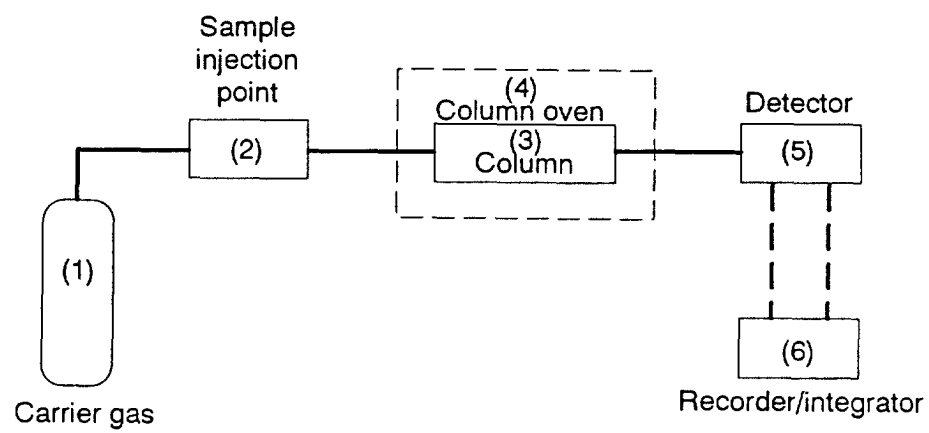 Sample
injection
point
(2)
(4)
Column oven
(3)
Column
Detector
(5)
(1)
Carrier gas
(6)
Recorder/integrator